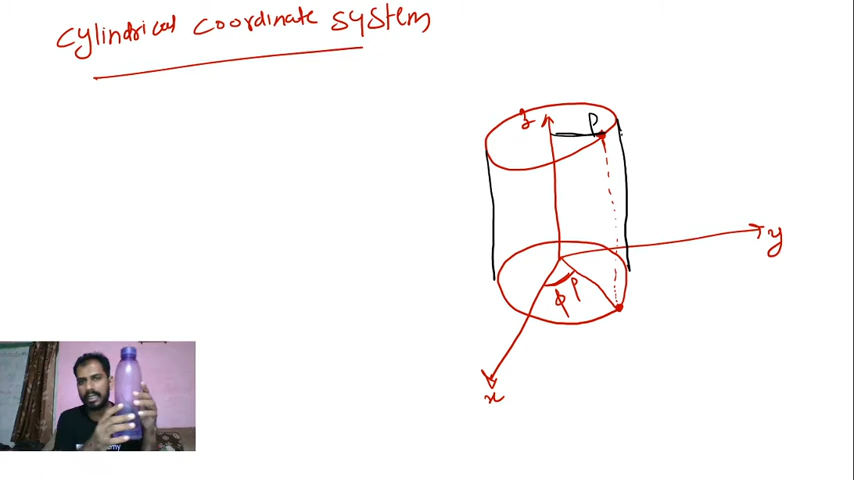 cylindrical coordinate system
z
P
y
ϕ ρ
x